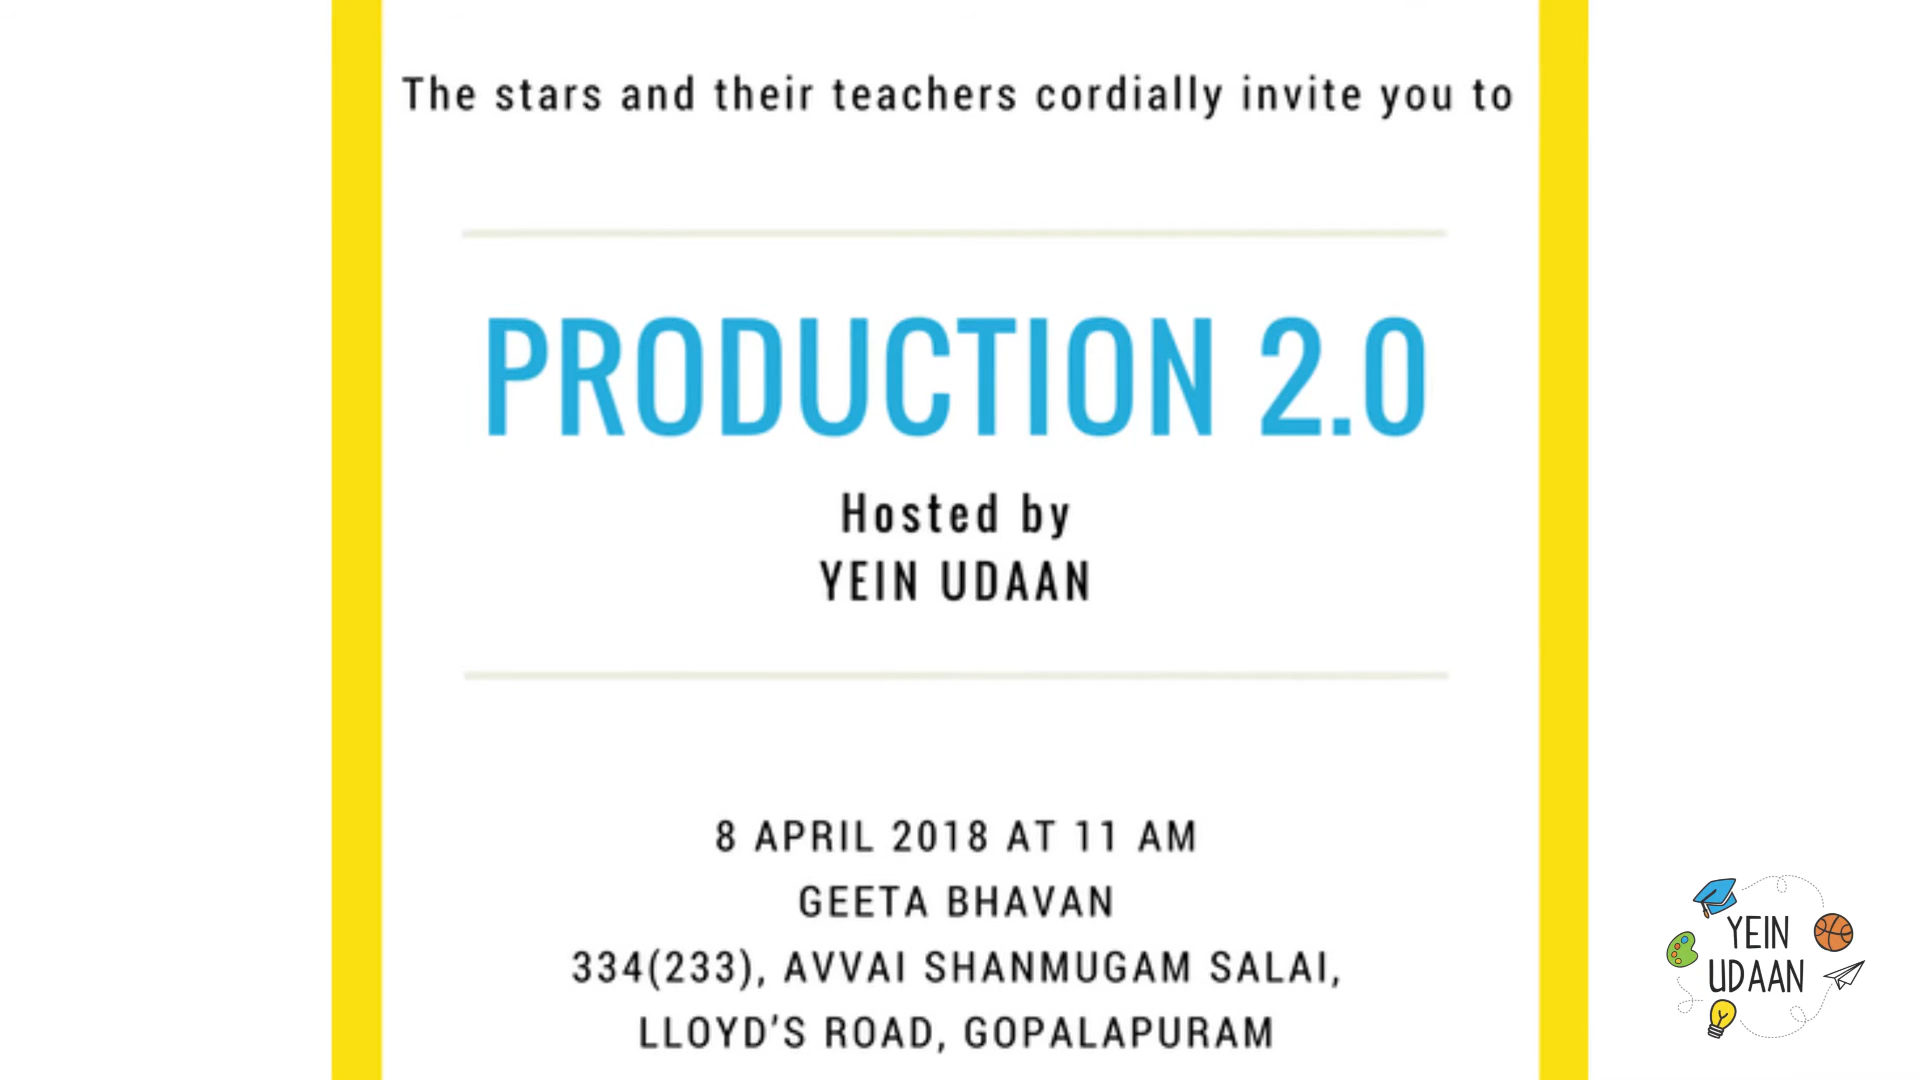 The stars and their teachers cordially invite you to
PRODUCTION 2.0
Hosted by
YEIN UDAAN
8 APRIL 2018 AT 11 AM
GEETA BHAVAN
334(233), AVVAI SHANMUGAM SALAI,
LLOYD'S ROAD, GOPALAPURAM
YEIN
UDAAN